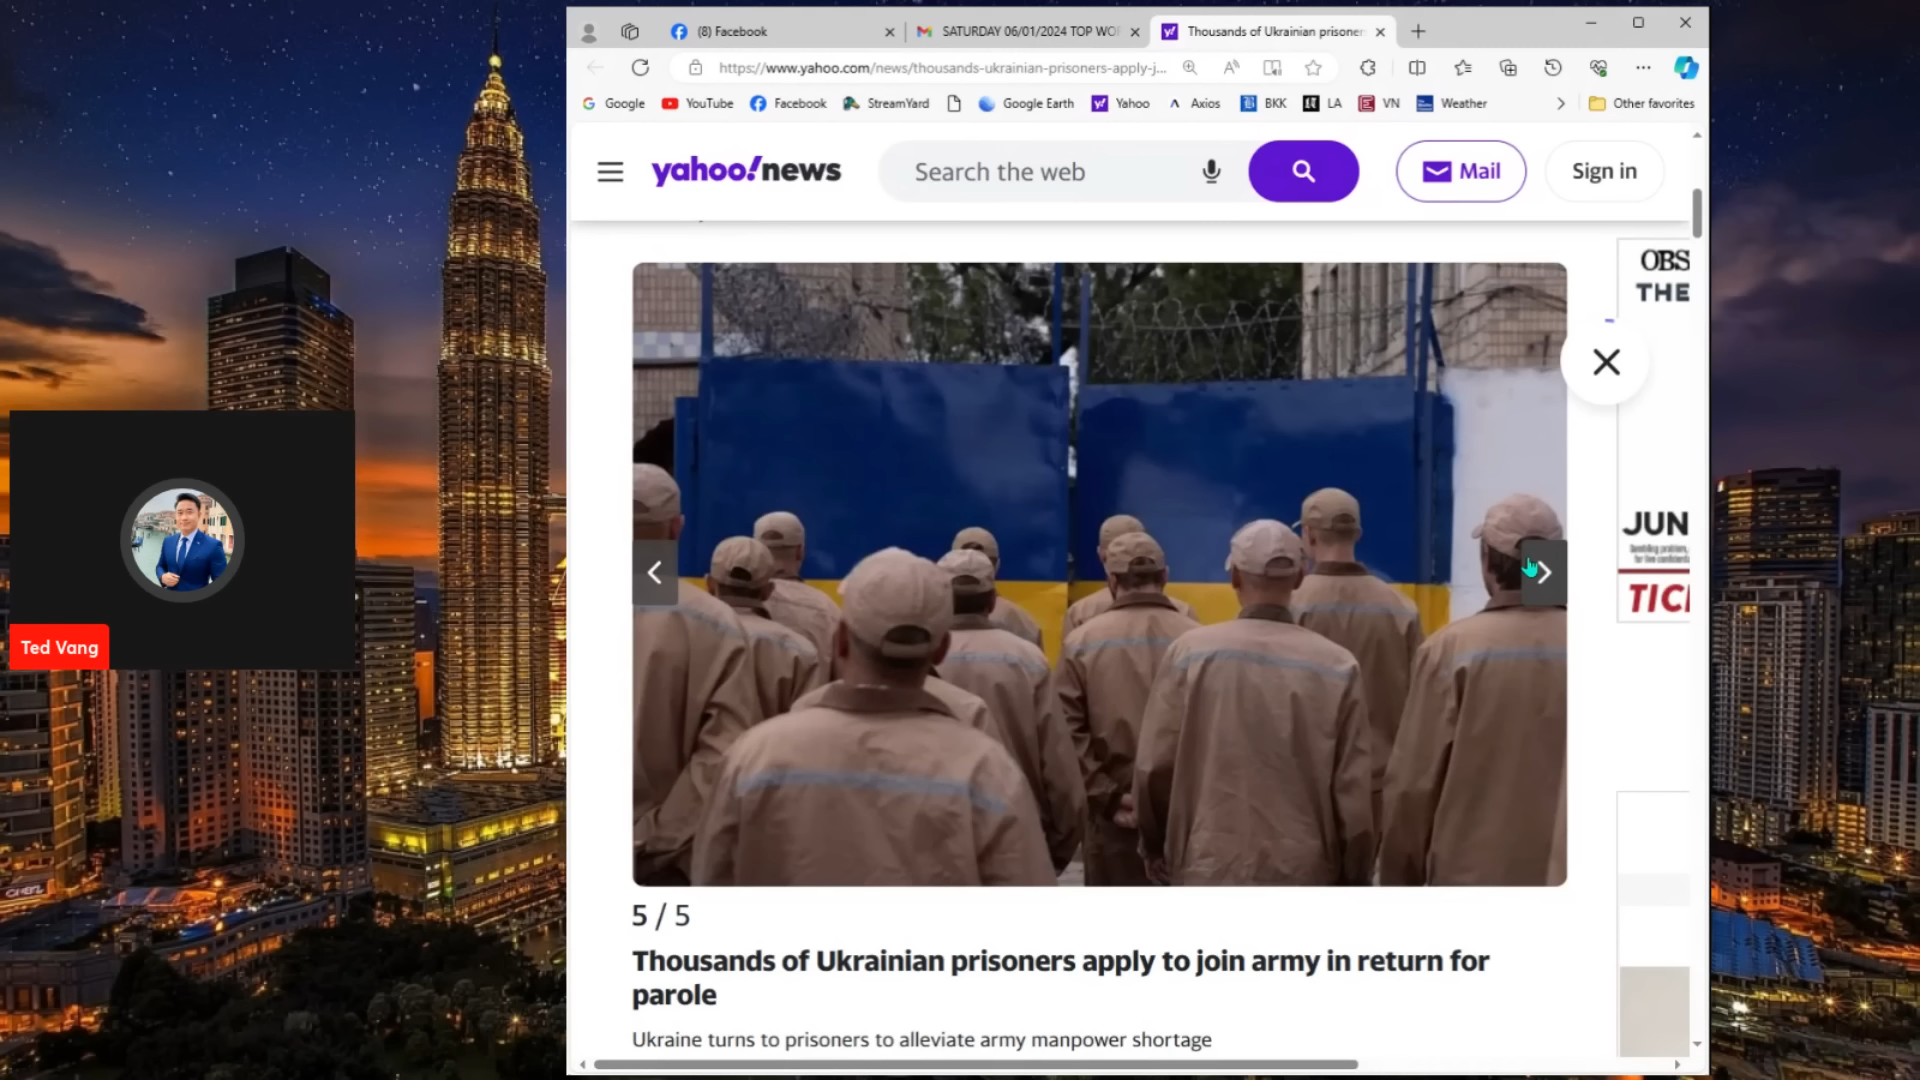 (8) Facebook
SATURDAY 06/01/2024 TOP WO
Thousands of Ukrainian prisoner
https://www.yahoo.com/news/thousands-ukrainian-prisoners-apply-j...
Google
YouTube
Facebook
StreamYard
Google Earth
Yahoo
Axios
BKK
LA
VN
Weather
Other favorites
yahoo!news
Search the web
Mail
Sign in
OBS
THE
JUN
TIC
Ted Vang
5 / 5
Thousands of Ukrainian prisoners apply to join army in return for
parole
Ukraine turns to prisoners to alleviate army manpower shortage